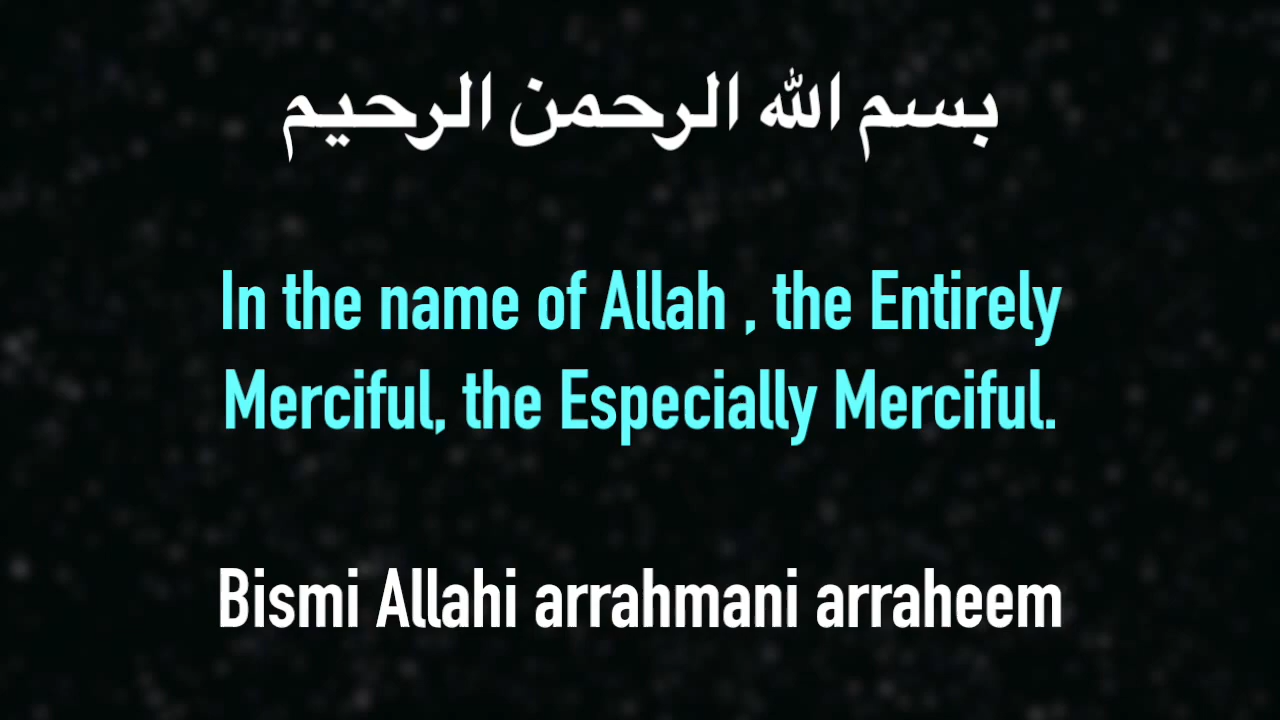 بسم الله الرحمن الرحيم
In the name of Allah , the Entirely
Merciful, the Especially Merciful.
Bismi Allahi arrahmani arraheem